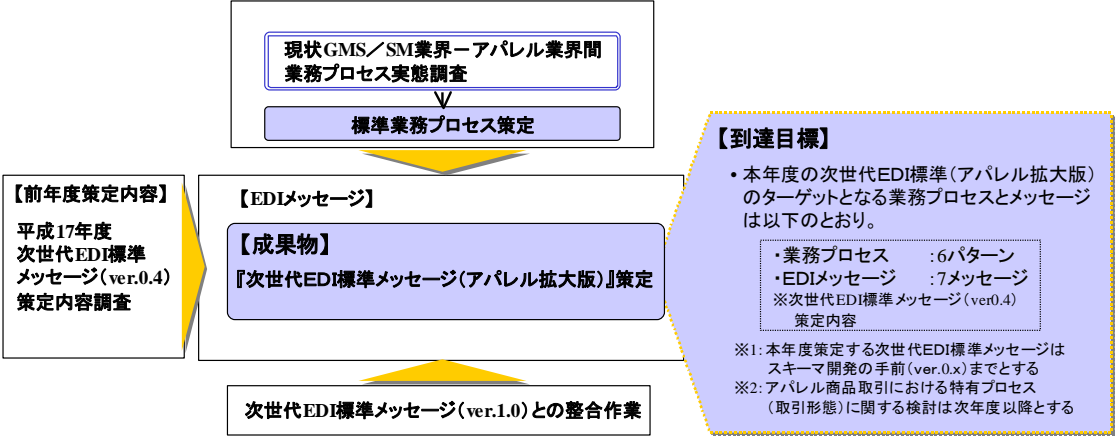 現状GMS／SM業界－アパレル業界間
業務プロセス実態調査
標準業務プロセス策定
【前年度策定内容】
平成17年度
次世代EDI標準
メッセージ（ver.0.4）
策定内容調査
【EDIメッセージ】
【成果物】
『次世代EDI標準メッセージ（アパレル拡大版）』策定
次世代EDI標準メッセージ（ver.1.0）との整合作業
【到達目標】
• 本年度の次世代EDI標準（アパレル拡大版）
のターゲットとなる業務プロセスとメッセージ
は以下のとおり。
・業務プロセス　：6パターン
・EDIメッセージ　：7メッセージ
※次世代EDI標準メッセージ（ver0.4）
策定内容
※1：本年度策定する次世代EDI標準メッセージは
スキーマ開発の手前（ver.0.x）までとする
※2：アパレル商品取引における特有プロセス
（取引形態）に関する検討は次年度以降とする